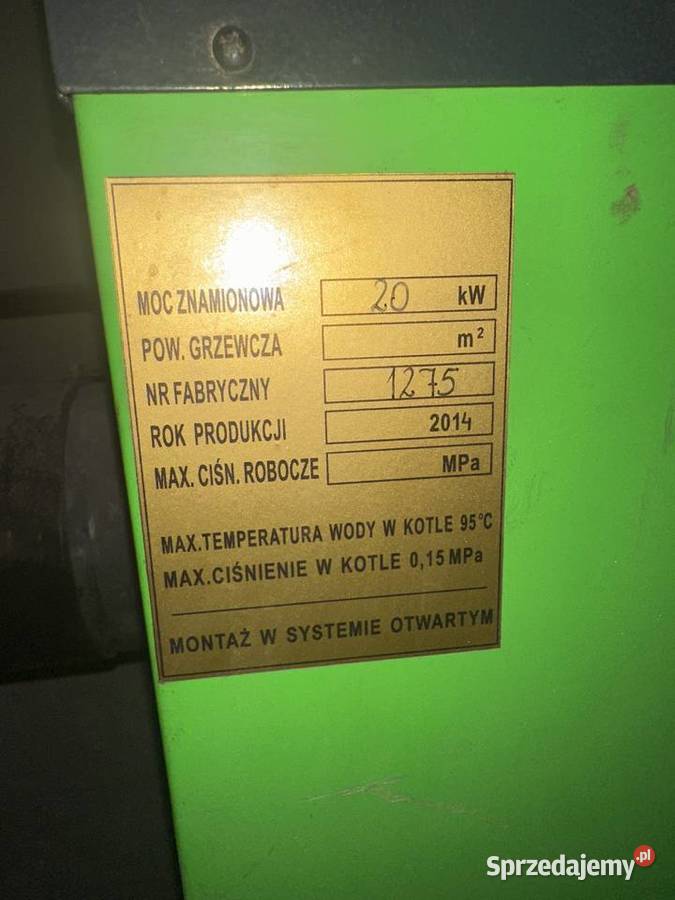 MOC ZNAMIONOWA 20 kW
POW. GRZEWCZA m²
NR FABRYCZNY 1275
ROK PRODUKCJI 2014
MAX. CIŚN. ROBOCZE MPa
MAX.TEMPERATURA WODY W KOTLE 95°C
MAX.CIŚNIENIE W KOTLE 0,15 MPa
MONTAŻ W SYSTEMIE OTWARTYM
Sprzedajemy.pl